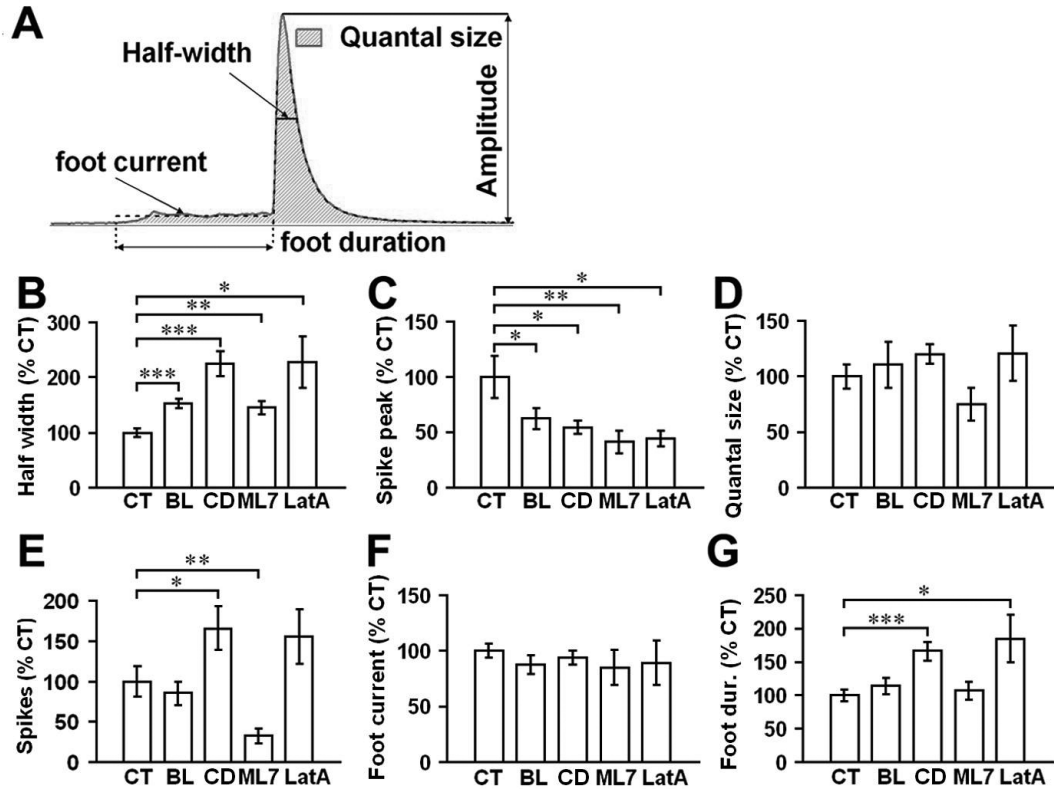 A
Quantal size
Half-width
Amplitude
foot current
foot duration
B
Half width (% CT)
300
200
100
0
*
**
***
***
CT BL CD ML7 LatA
C
Spike peak (% CT)
150
100
50
0
*
**
*
*
CT BL CD ML7 LatA
D
Quantal size (% CT)
150
100
50
0
CT BL CD ML7 LatA
E
Spikes (% CT)
200
150
100
50
0
**
*
CT BL CD ML7 LatA
F
Foot current (% CT)
150
100
50
0
CT BL CD ML7 LatA
G
Foot dur. (% CT)
250
200
150
100
50
0
*
***
CT BL CD ML7 LatA